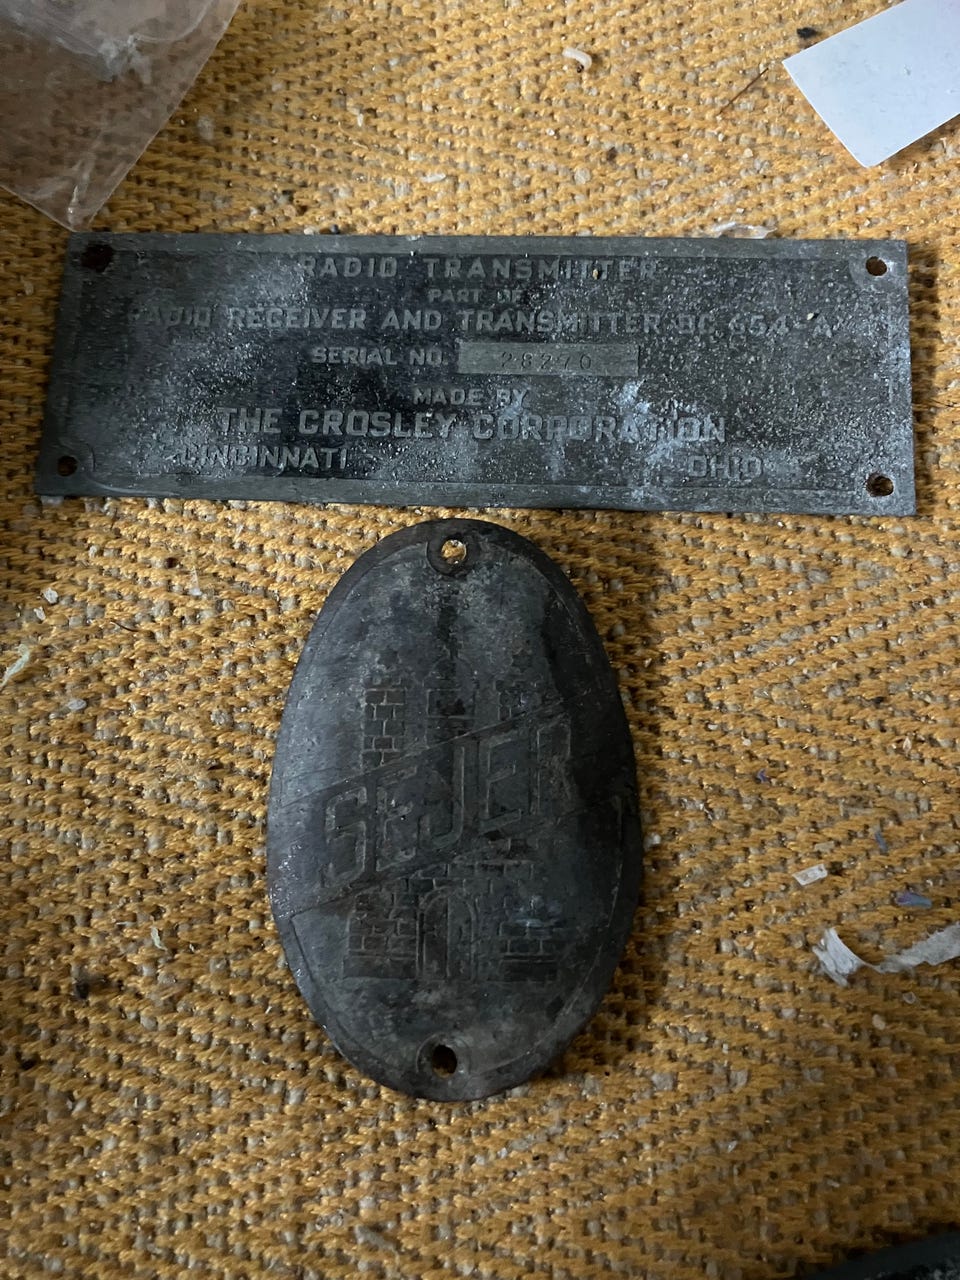 RADIO TRANSMITTER
PART OF
RADIO RECEIVER AND TRANSMITTER BC 654-A
SERIAL NO. 28270
MADE BY
THE CROSLEY CORPORATION
CINCINNATI OHIO
SEJER